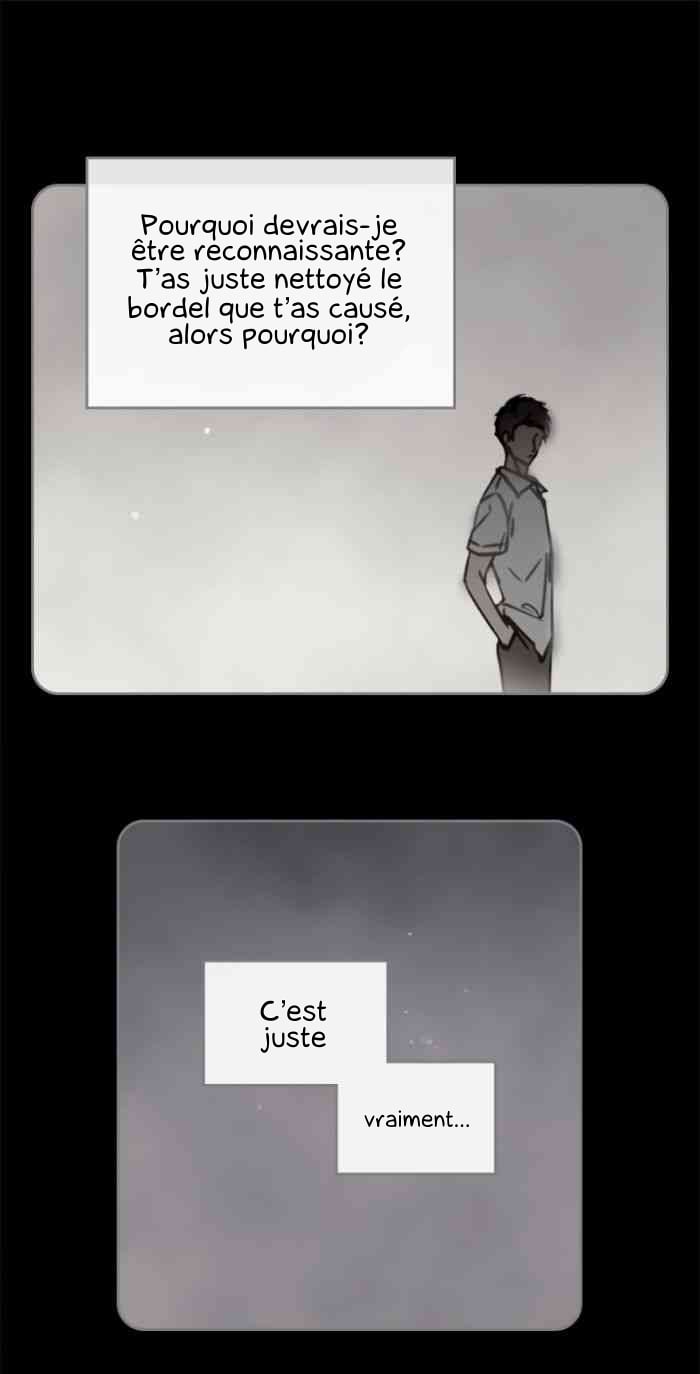 Pourquoi devrais-je
être reconnaissante?
T'as juste nettoyé le
bordel que t'as causé,
alors pourquoi?
C'est
juste
vraiment...